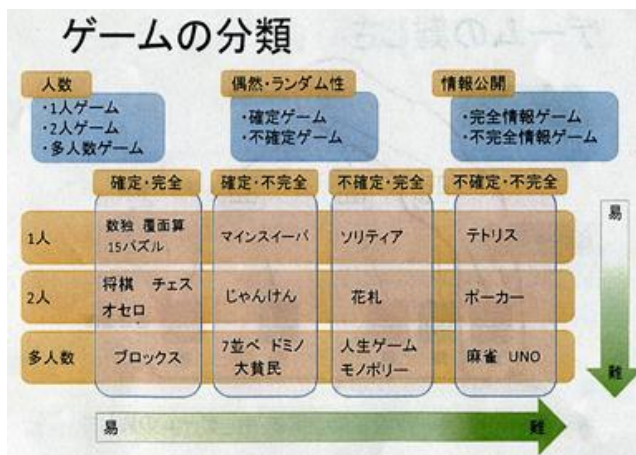 ゲームの分類
人数
・1人ゲーム
・2人ゲーム
・多人数ゲーム
偶然・ランダム性
・確定ゲーム
・不確定ゲーム
情報公開
・完全情報ゲーム
・不完全情報ゲーム
確定・完全 確定・不完全 不確定・完全 不確定・不完全
1人
数独 覆面算
15パズル
マインスイーパ
ソリティア
テトリス
2人
将棋 チェス
オセロ
じゃんけん
花札
ポーカー
多人数
ブロックス
7並べ ドミノ
大貧民
人生ゲーム
モノポリー
麻雀 UNO
易
難
易
難